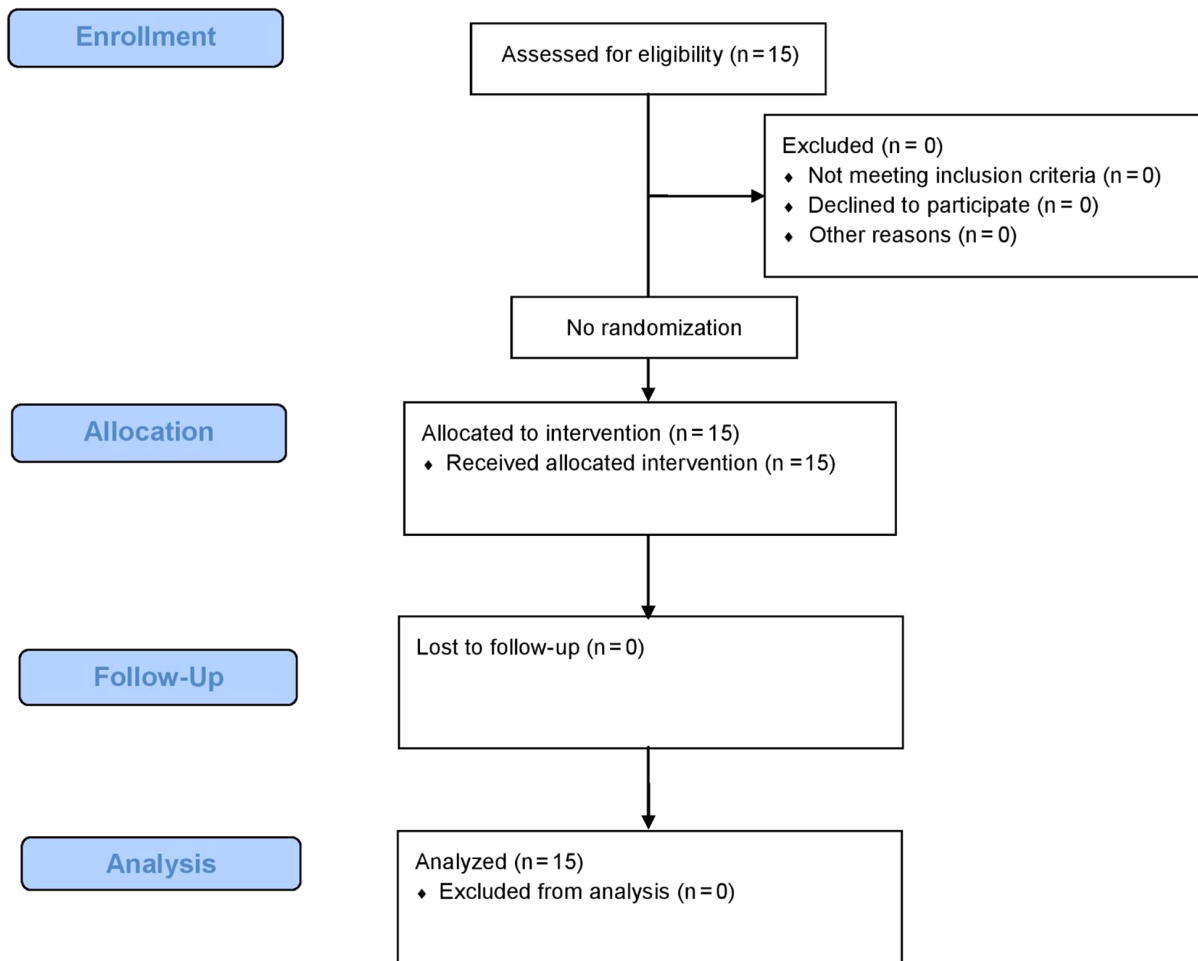 Enrollment
Assessed for eligibility (n=15)
Excluded (n= 0)
♦ Not meeting inclusion criteria (n=0)
♦ Declined to participate (n= 0)
♦ Other reasons (n=0)
No randomization
Allocation
Allocated to intervention (n=15)
♦ Received allocated intervention (n =15)
Follow-Up
Lost to follow-up (n=0)
Analysis
Analyzed (n=15)
♦ Excluded from analysis (n=0)